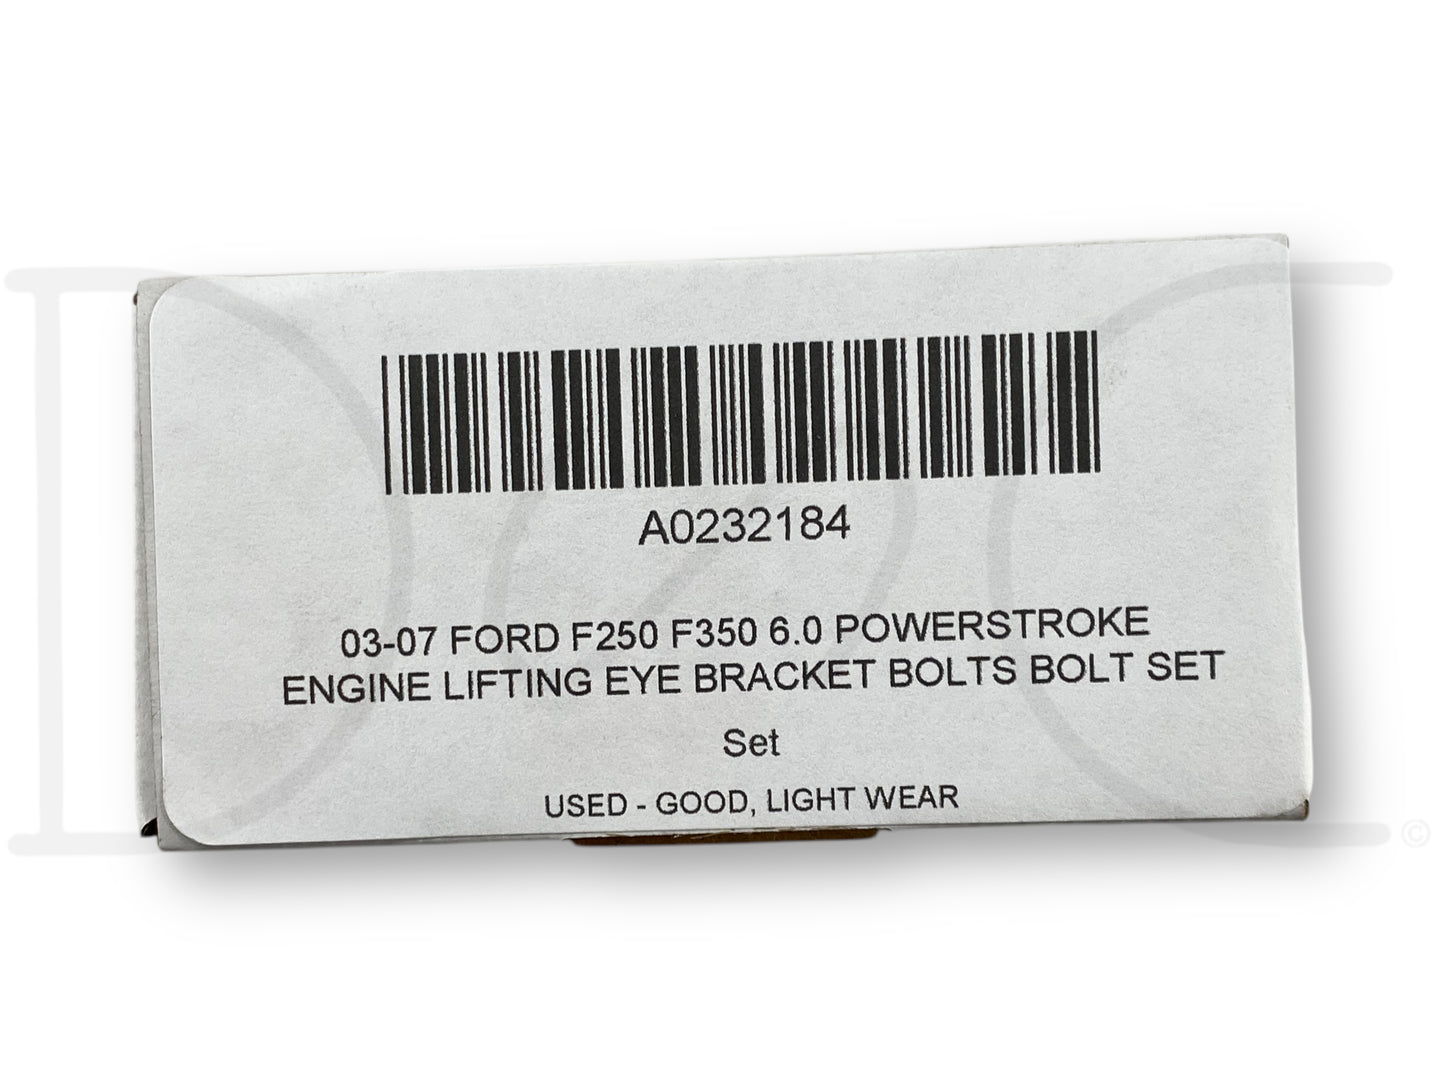 A0232184
03-07 FORD F250 F350 6.0 POWERSTROKE
ENGINE LIFTING EYE BRACKET BOLTS BOLT SET
Set
USED - GOOD, LIGHT WEAR
©